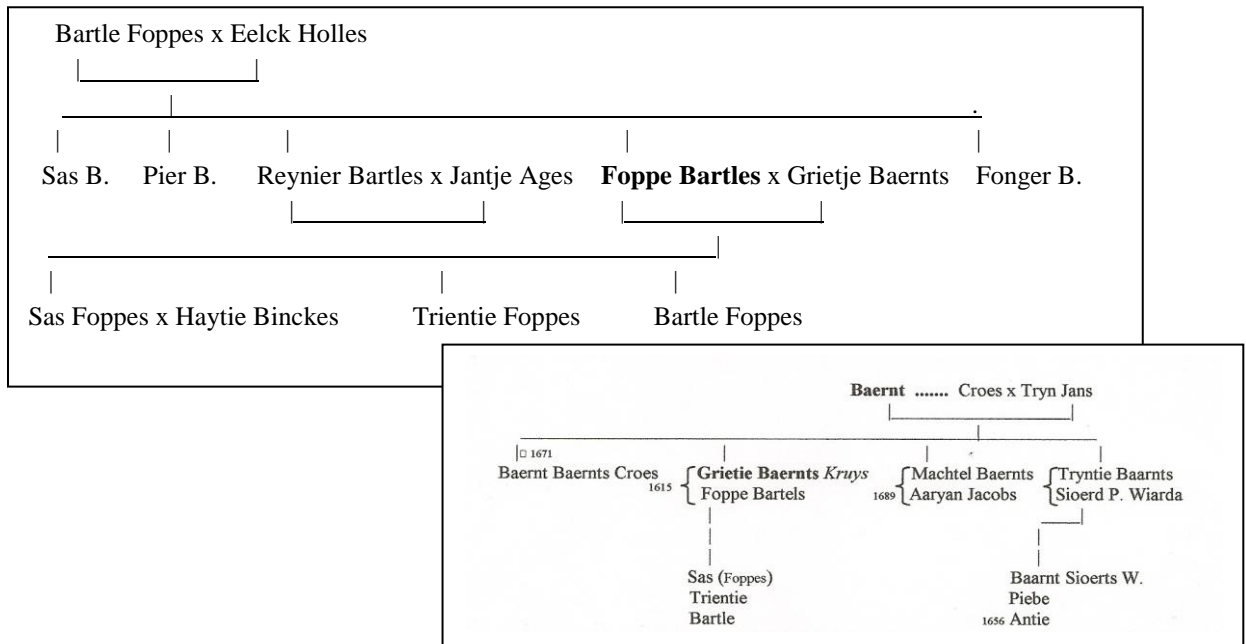 Bartle Foppes x Eelck Holles
Sas B. Pier B. Reynier Bartles x Jantje Ages Foppe Bartles x Grietje Baernts Fonger B.
Sas Foppes x Haytie Binckes Trientie Foppes Bartle Foppes
Baernt ....... Croes x Tryn Jans
□ 1671
Baernt Baernts Croes 1615 { Grietie Baernts Kruys 1689 { Machtel Baernts { Tryntie Baarnts
Foppe Bartels Aaryan Jacobs Sioerd P. Wiarda
Sas (Foppes) Baarnt Sioerts W.
Trientie Piebe
Bartle 1656 Antie